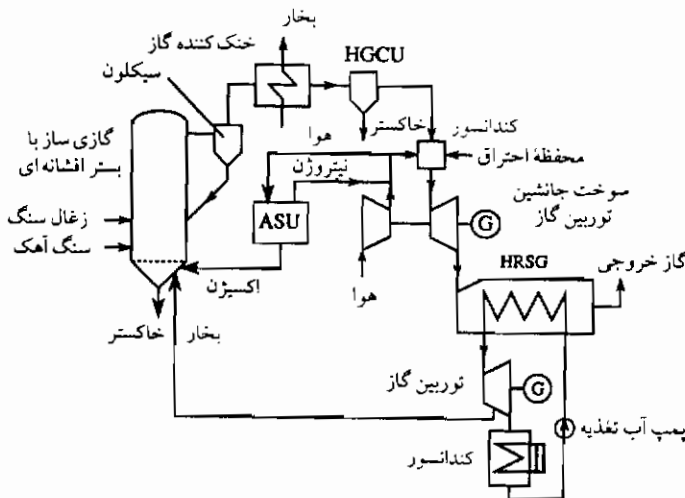 بخار
خنک کننده گاز
سیکلون
HGCU
گازی ساز با
بستر افشانه ای
هوا
خاکستر
کندانسور
محفظهٔ احتراق
نیتروژن
زغال سنگ
سنگ آهک
ASU
سوخت جانشین
توربین گاز
G
HRSG
گاز خروجی
اکسیژن
هوا
خاکستر
بخار
توربین گاز
G
پمپ آب تغذیه
کندانسور